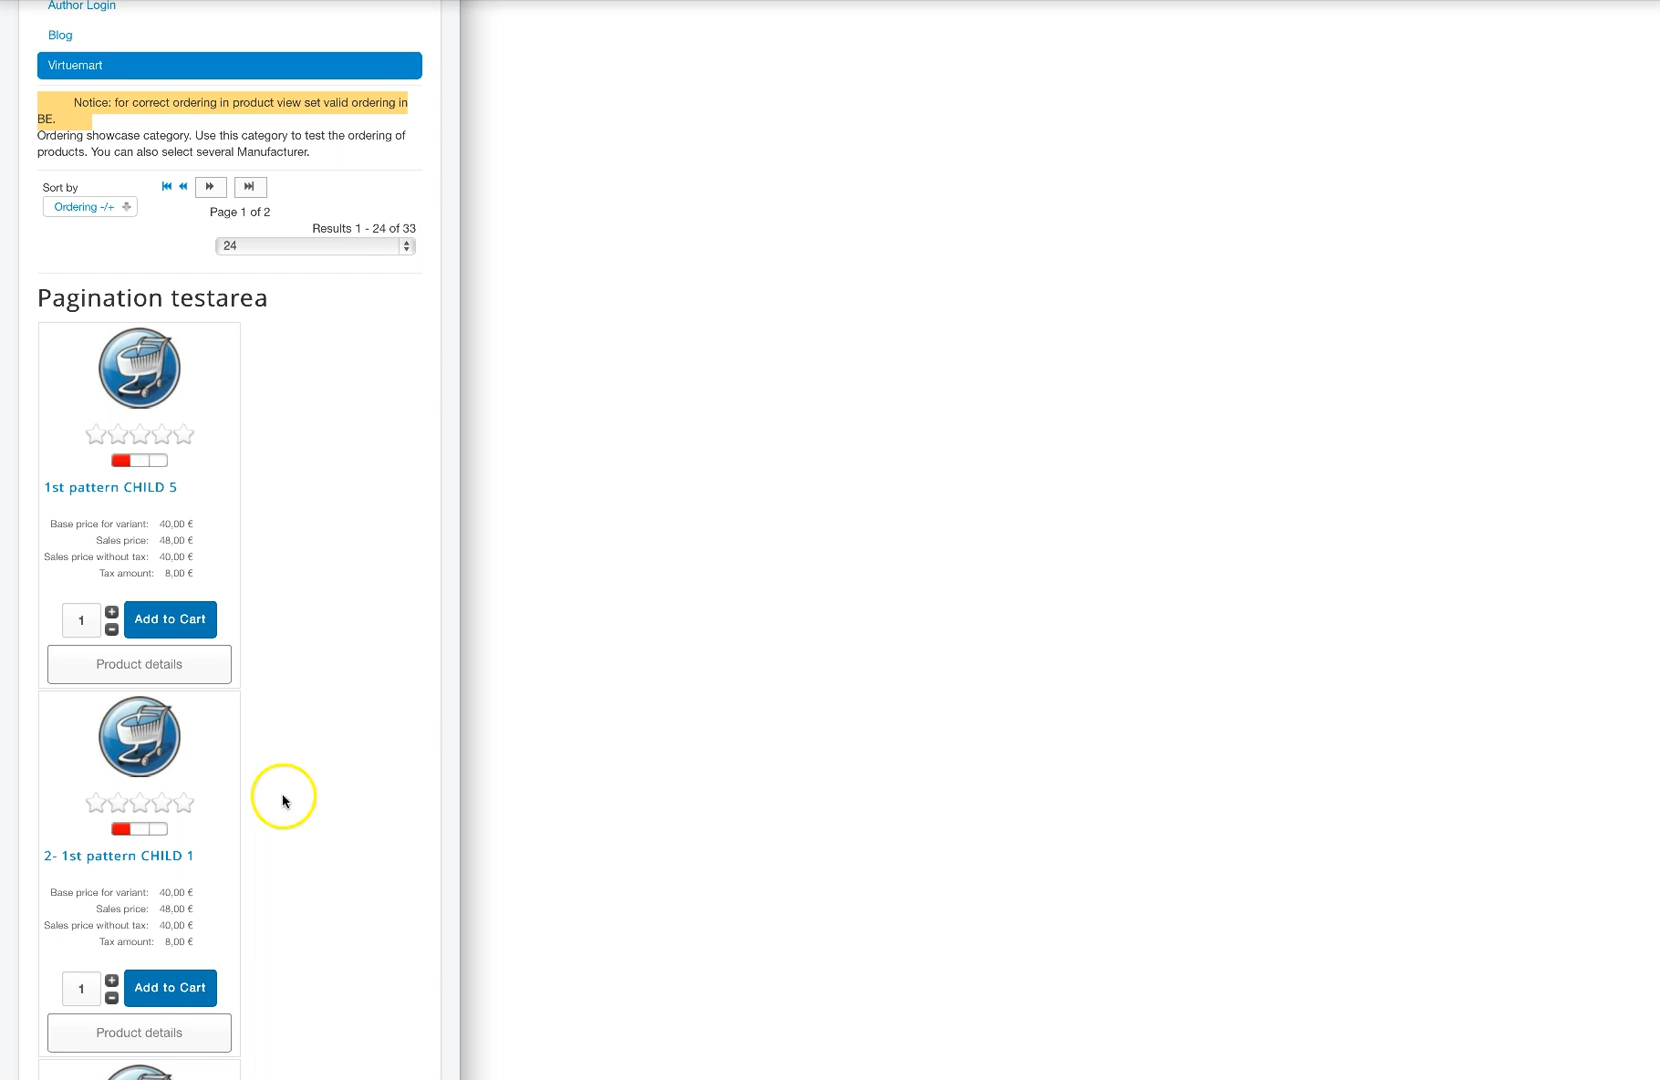 Author Login
Blog
Virtuemart
Notice: for correct ordering in product view set valid ordering in
BE.
Ordering showcase category. Use this category to test the ordering of
products. You can also select several Manufacturer.
Sort by
Ordering -/+
Page 1 of 2
Results 1 - 24 of 33
24
Pagination testarea
1st pattern CHILD 5
Base price for variant: 40,00 €
Sales price: 48,00 €
Sales price without tax: 40,00 €
Tax amount: 8,00 €
1 Add to Cart
Product details
2- 1st pattern CHILD 1
Base price for variant: 40,00 €
Sales price: 48,00 €
Sales price without tax: 40,00 €
Tax amount: 8,00 €
1 Add to Cart
Product details